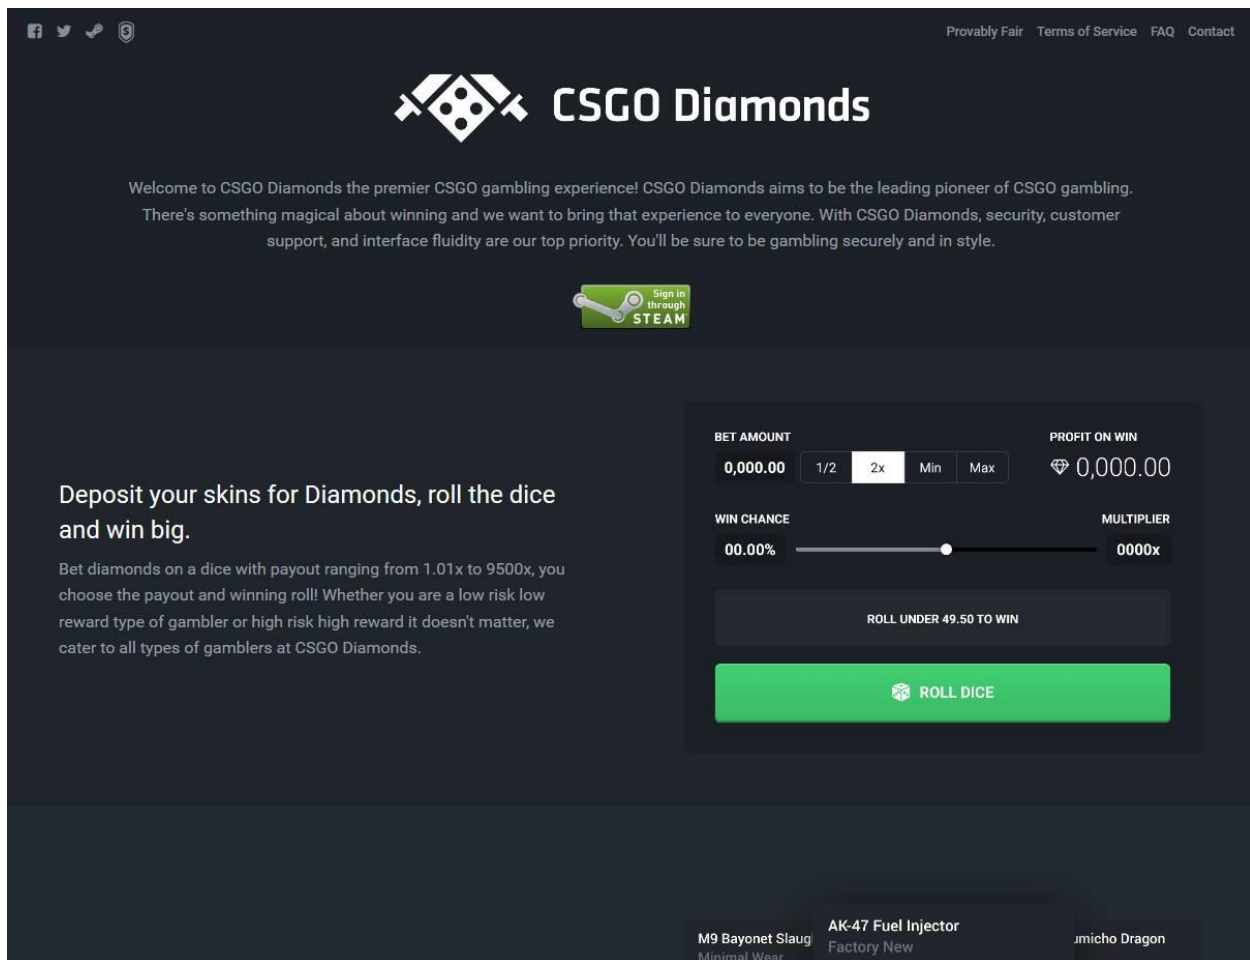 Provably Fair Terms of Service FAQ Contact
CSGO Diamonds
Welcome to CSGO Diamonds the premier CSGO gambling experience! CSGO Diamonds aims to be the leading pioneer of CSGO gambling.
There's something magical about winning and we want to bring that experience to everyone. With CSGO Diamonds, security, customer
support, and interface fluidity are our top priority. You'll be sure to be gambling securely and in style.
Sign in
through
STEAM
Deposit your skins for Diamonds, roll the dice
and win big.
Bet diamonds on a dice with payout ranging from 1.01x to 9500x, you
choose the payout and winning roll! Whether you are a low risk low
reward type of gambler or high risk high reward it doesn't matter, we
cater to all types of gamblers at CSGO Diamonds.
BET AMOUNT PROFIT ON WIN
0,000.00 1/2 2x Min Max 0,000.00
WIN CHANCE MULTIPLIER
00.00% 0000x
ROLL UNDER 49.50 TO WIN
ROLL DICE
M9 Bayonet Slaug
Minimal Wear
AK-47 Fuel Injector
Factory New
umicho Dragon